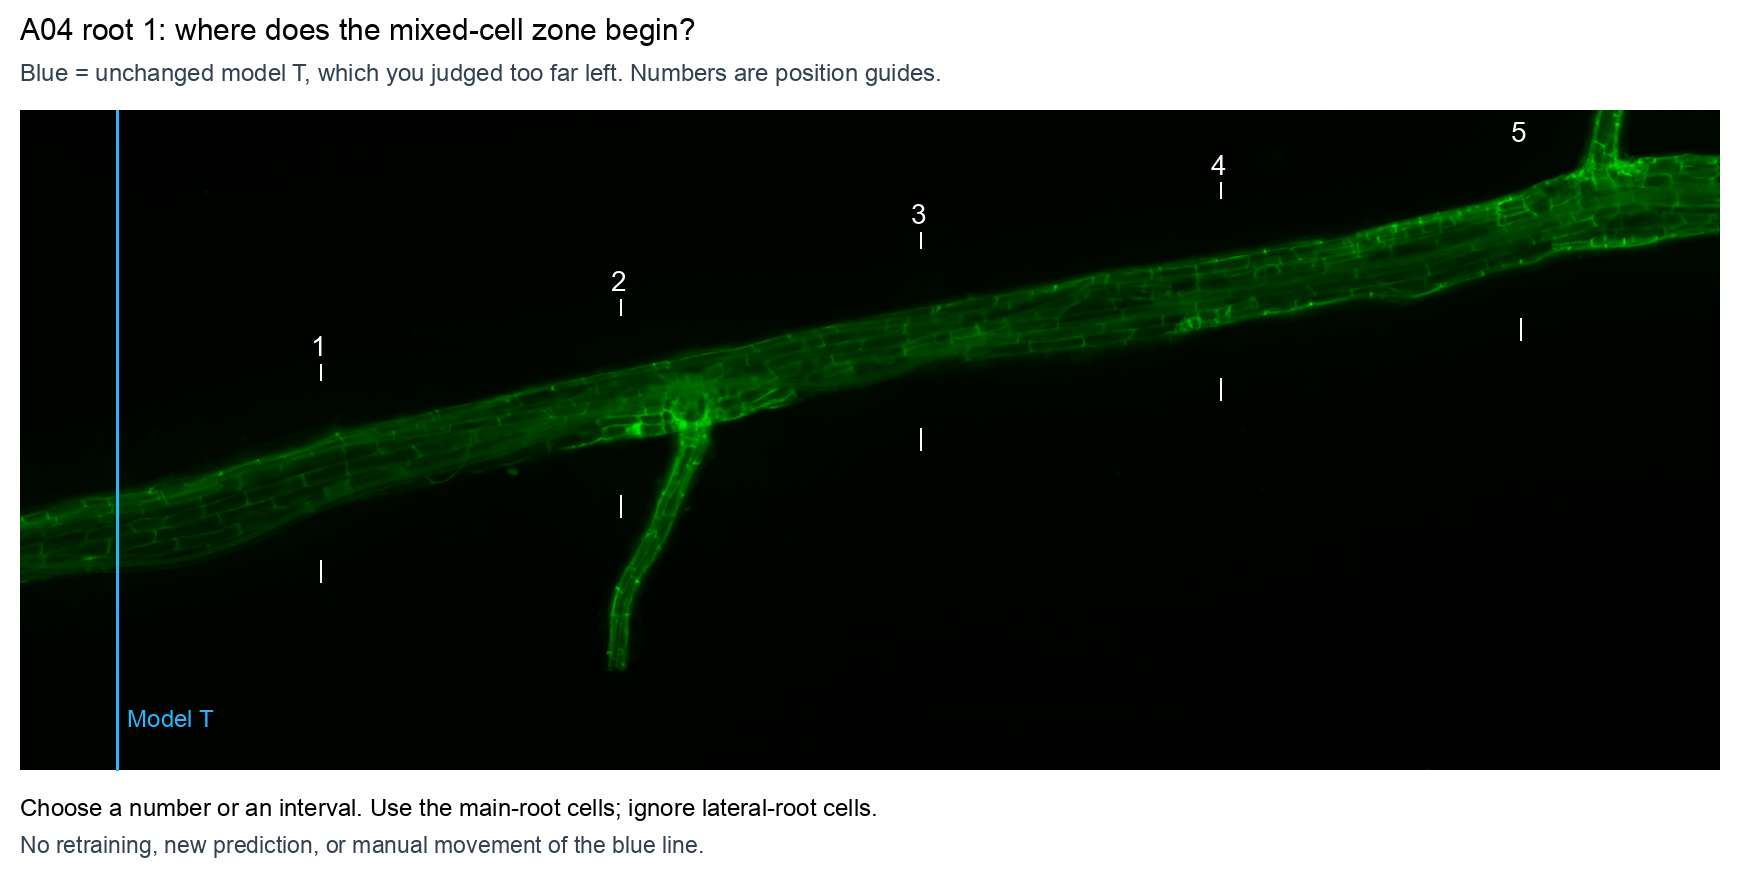 A04 root 1: where does the mixed-cell zone begin?
Blue = unchanged model T, which you judged too far left. Numbers are position guides.
5
4
3
2
1
Model T
Choose a number or an interval. Use the main-root cells; ignore lateral-root cells.
No retraining, new prediction, or manual movement of the blue line.